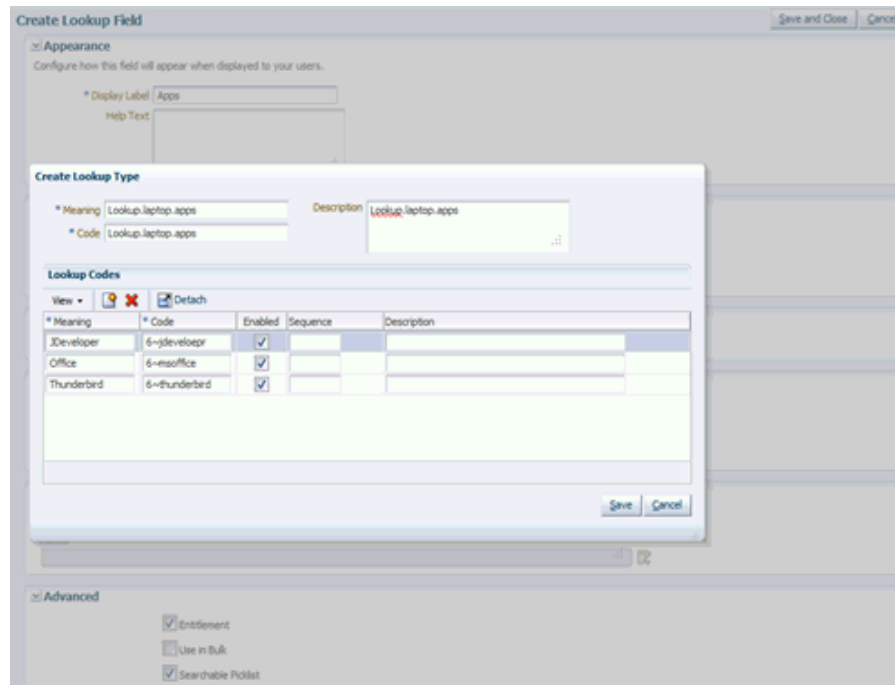 Create Lookup Field
Save and Close Cancel
Appearance
Configure how this field will appear when displayed to your users.
* Display Label Apps
Help Text
Create Lookup Type
* Meaning Lookup.laptop.apps Description Lookup.laptop.apps
* Code Lookup.laptop.apps
Lookup Codes
View Detach
* Meaning * Code Enabled Sequence Description
JDeveloper 6~jdeveloepr
Office 6~msoffice
Thunderbird 6~thunderbird
Save Cancel
Advanced
Entitlement
Use in Bulk
Searchable Picklist